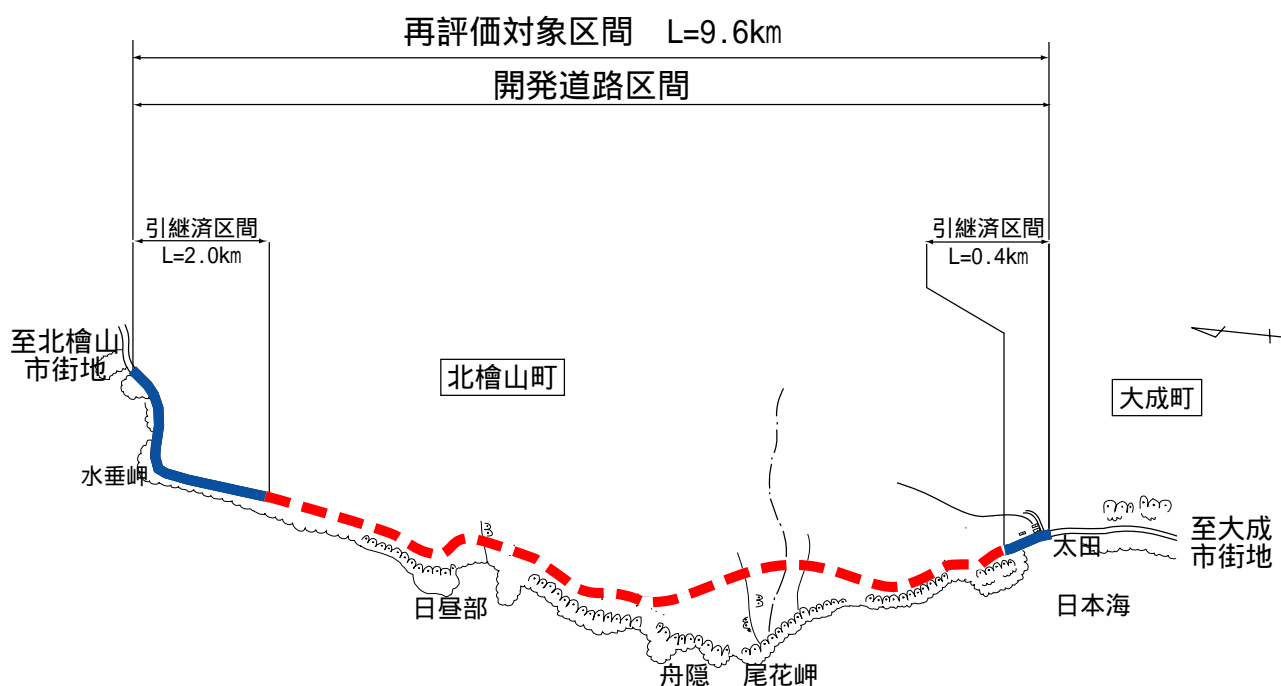 再評価対象区間　L=9.6km
開発道路区間
引継済区間
L=2.0km
引継済区間
L=0.4km
至北檜山
市街地
北檜山町
大成町
水垂岬
太田
至大成
市街地
日昼部
日本海
舟隠
尾花岬